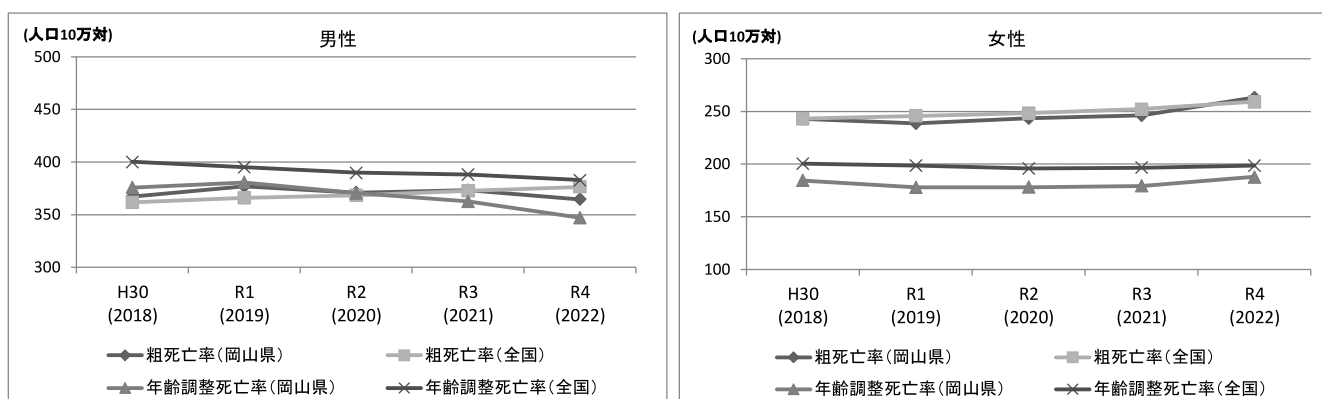 (人口10万対)
男性
500
450
400
350
300
H30 R1 R2 R3 R4
(2018) (2019) (2020) (2021) (2022)
粗死亡率(岡山県) 粗死亡率(全国)
年齢調整死亡率(岡山県) 年齢調整死亡率(全国)
(人口10万対)
女性
300
250
200
150
100
H30 R1 R2 R3 R4
(2018) (2019) (2020) (2021) (2022)
粗死亡率(岡山県) 粗死亡率(全国)
年齢調整死亡率(岡山県) 年齢調整死亡率(全国)